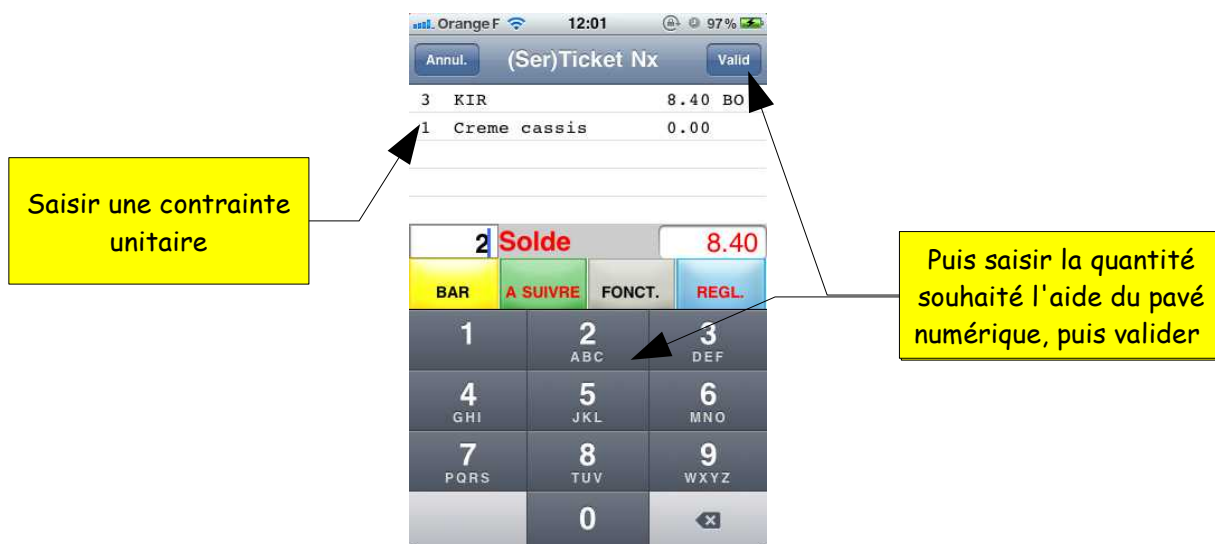 Orange F 12:01 97%
Annul. (Ser)Ticket Nx Valid
3 KIR 8.40 BO
1 Creme cassis 0.00
Saisir une contrainte
unitaire
2 Solde 8.40
BAR A SUIVRE FONCT. REGL.
Puis saisir la quantité
souhaité l'aide du pavé
numérique, puis valider
1 2 3
ABC DEF
4 5 6
GHI JKL MNO
7 8 9
PQRS TUV WXYZ
0